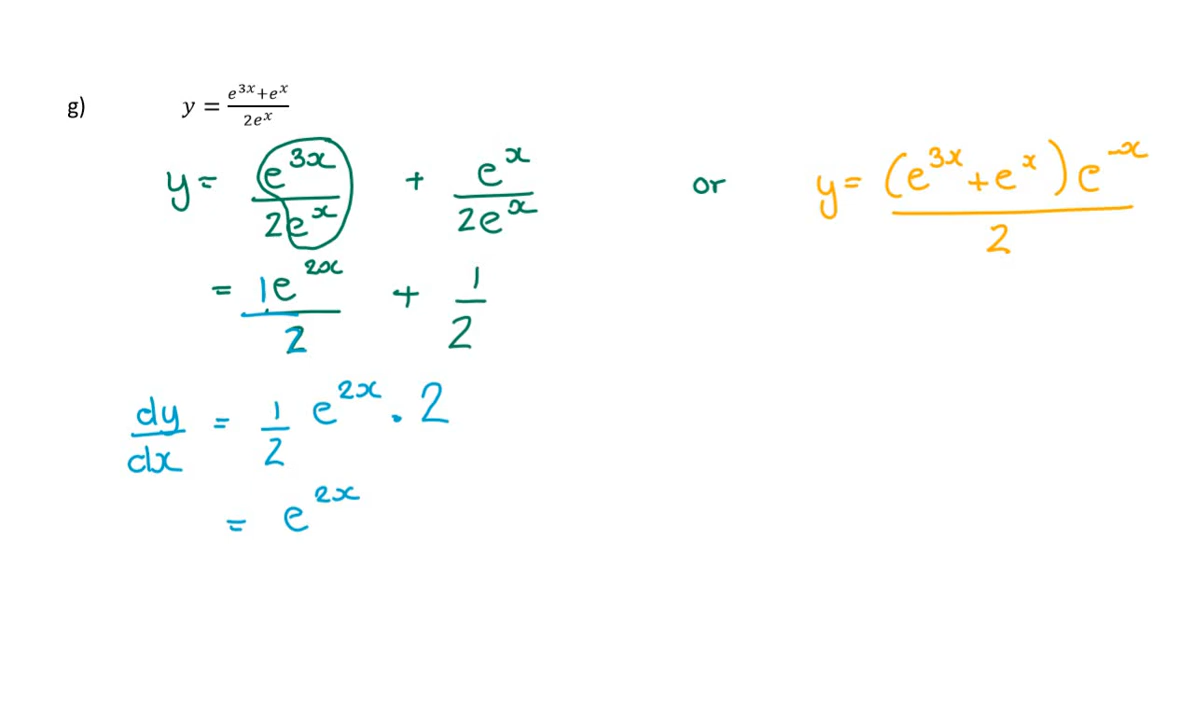 g) y = (e^{3x}+e^x)/(2e^x)
y = e^{3x}/(2e^x) + e^x/(2e^x) or y = ((e^{3x}+e^x)e^{-x})/2
= 1e^{2x}/2 + 1/2
dy/dx = 1/2 e^{2x} . 2
= e^{2x}